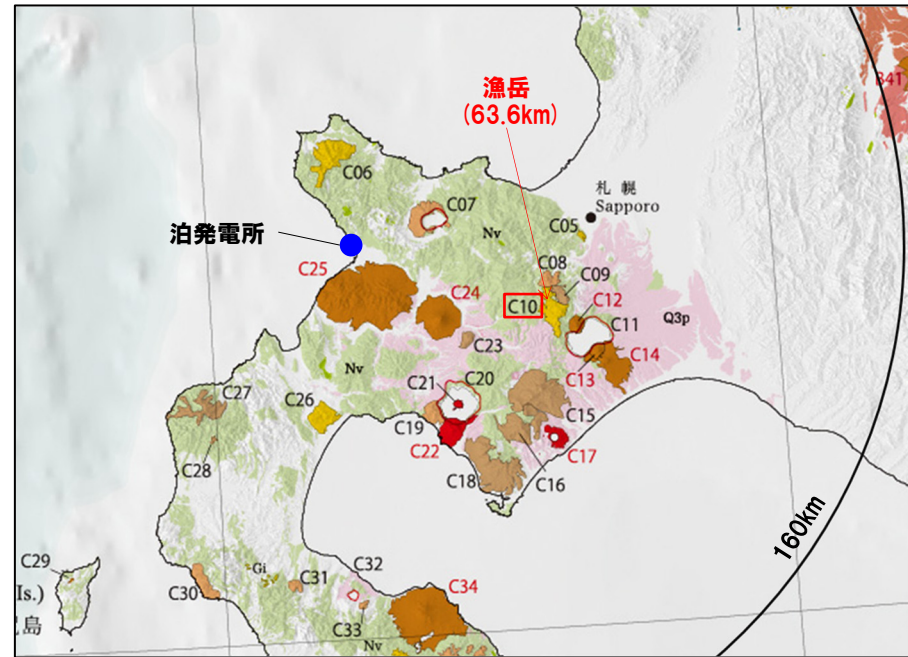 漁岳
(63.6km)
B41
C06
札幌
Sapporo
C07
C05
Nv
泊発電所
C08
C25
C09
C24
C10
C12
C11
Q3p
C23
C14
C13
Nv
C21
C20
C27
C26
C15
C19
C22
C17
C28
C18
C16
160km
C29
C32
Gi
C31
C34
Is.)
C30
C33
島
Nv